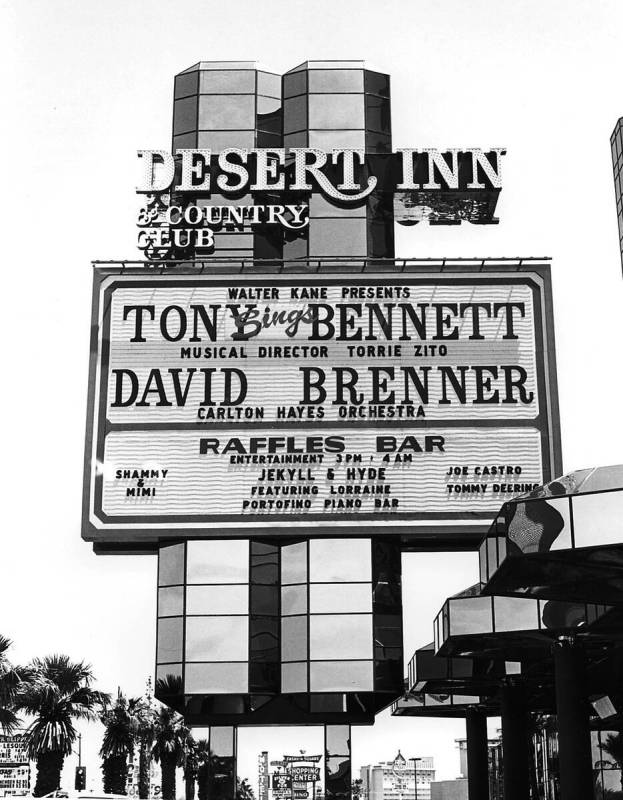 DESERT INN
& COUNTRY
CLUB
WALTER KANE PRESENTS
TONY Sings BENNETT
MUSICAL DIRECTOR TORRIE ZITO
DAVID BRENNER
CARLTON HAYES ORCHESTRA
RAFFLES BAR
ENTERTAINMENT 3 PM - 4 AM
SHAMMY
&
MIMI
JEKYLL & HYDE
FEATURING LORRAINE
PORTOFINO PIANO BAR
JOE CASTRO
TOMMY DEERING
SHOPPING
CENTER